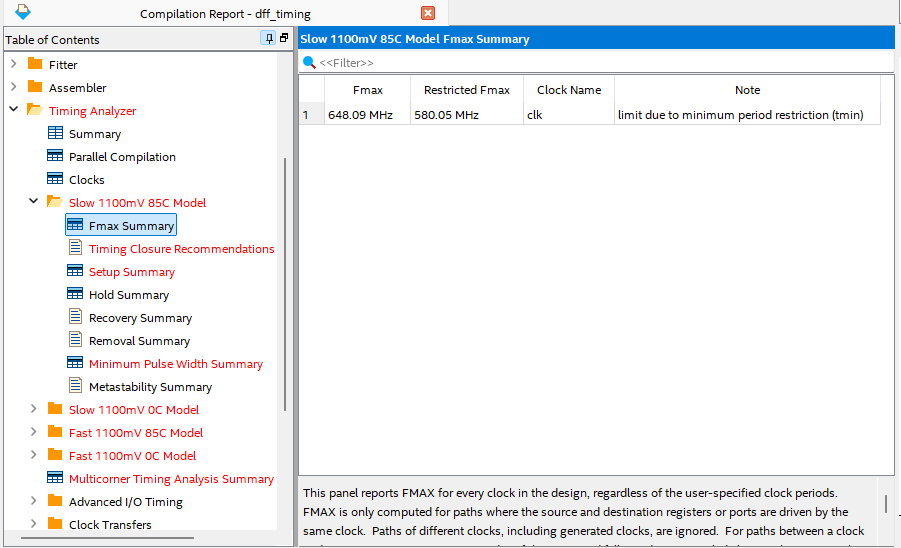 Compilation Report - dff_timing
Table of Contents
Fitter
Assembler
Timing Analyzer
Summary
Parallel Compilation
Clocks
Slow 1100mV 85C Model
Fmax Summary
Timing Closure Recommendations
Setup Summary
Hold Summary
Recovery Summary
Removal Summary
Minimum Pulse Width Summary
Metastability Summary
Slow 1100mV 0C Model
Fast 1100mV 85C Model
Fast 1100mV 0C Model
Multicorner Timing Analysis Summary
Advanced I/O Timing
Clock Transfers
Slow 1100mV 85C Model Fmax Summary
<<Filter>>
Fmax Restricted Fmax Clock Name Note
1 648.09 MHz 580.05 MHz clk limit due to minimum period restriction (tmin)
This panel reports FMAX for every clock in the design, regardless of the user-specified clock periods.
FMAX is only computed for paths where the source and destination registers or ports are driven by the
same clock.  Paths of different clocks, including generated clocks, are ignored.  For paths between a clock